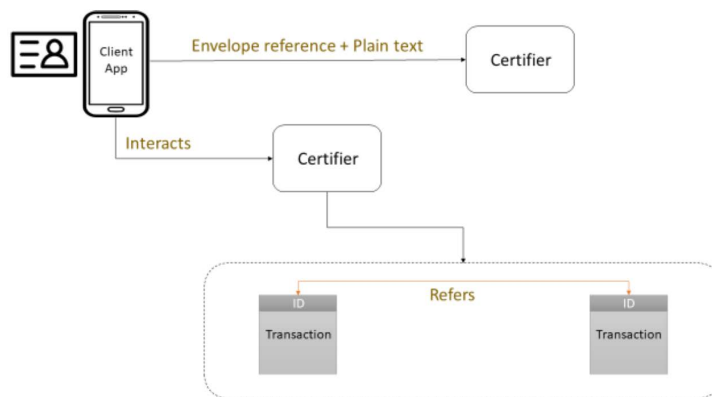 Client
App
Envelope reference + Plain text
Certifier
Interacts
Certifier
Refers
ID
Transaction
ID
Transaction